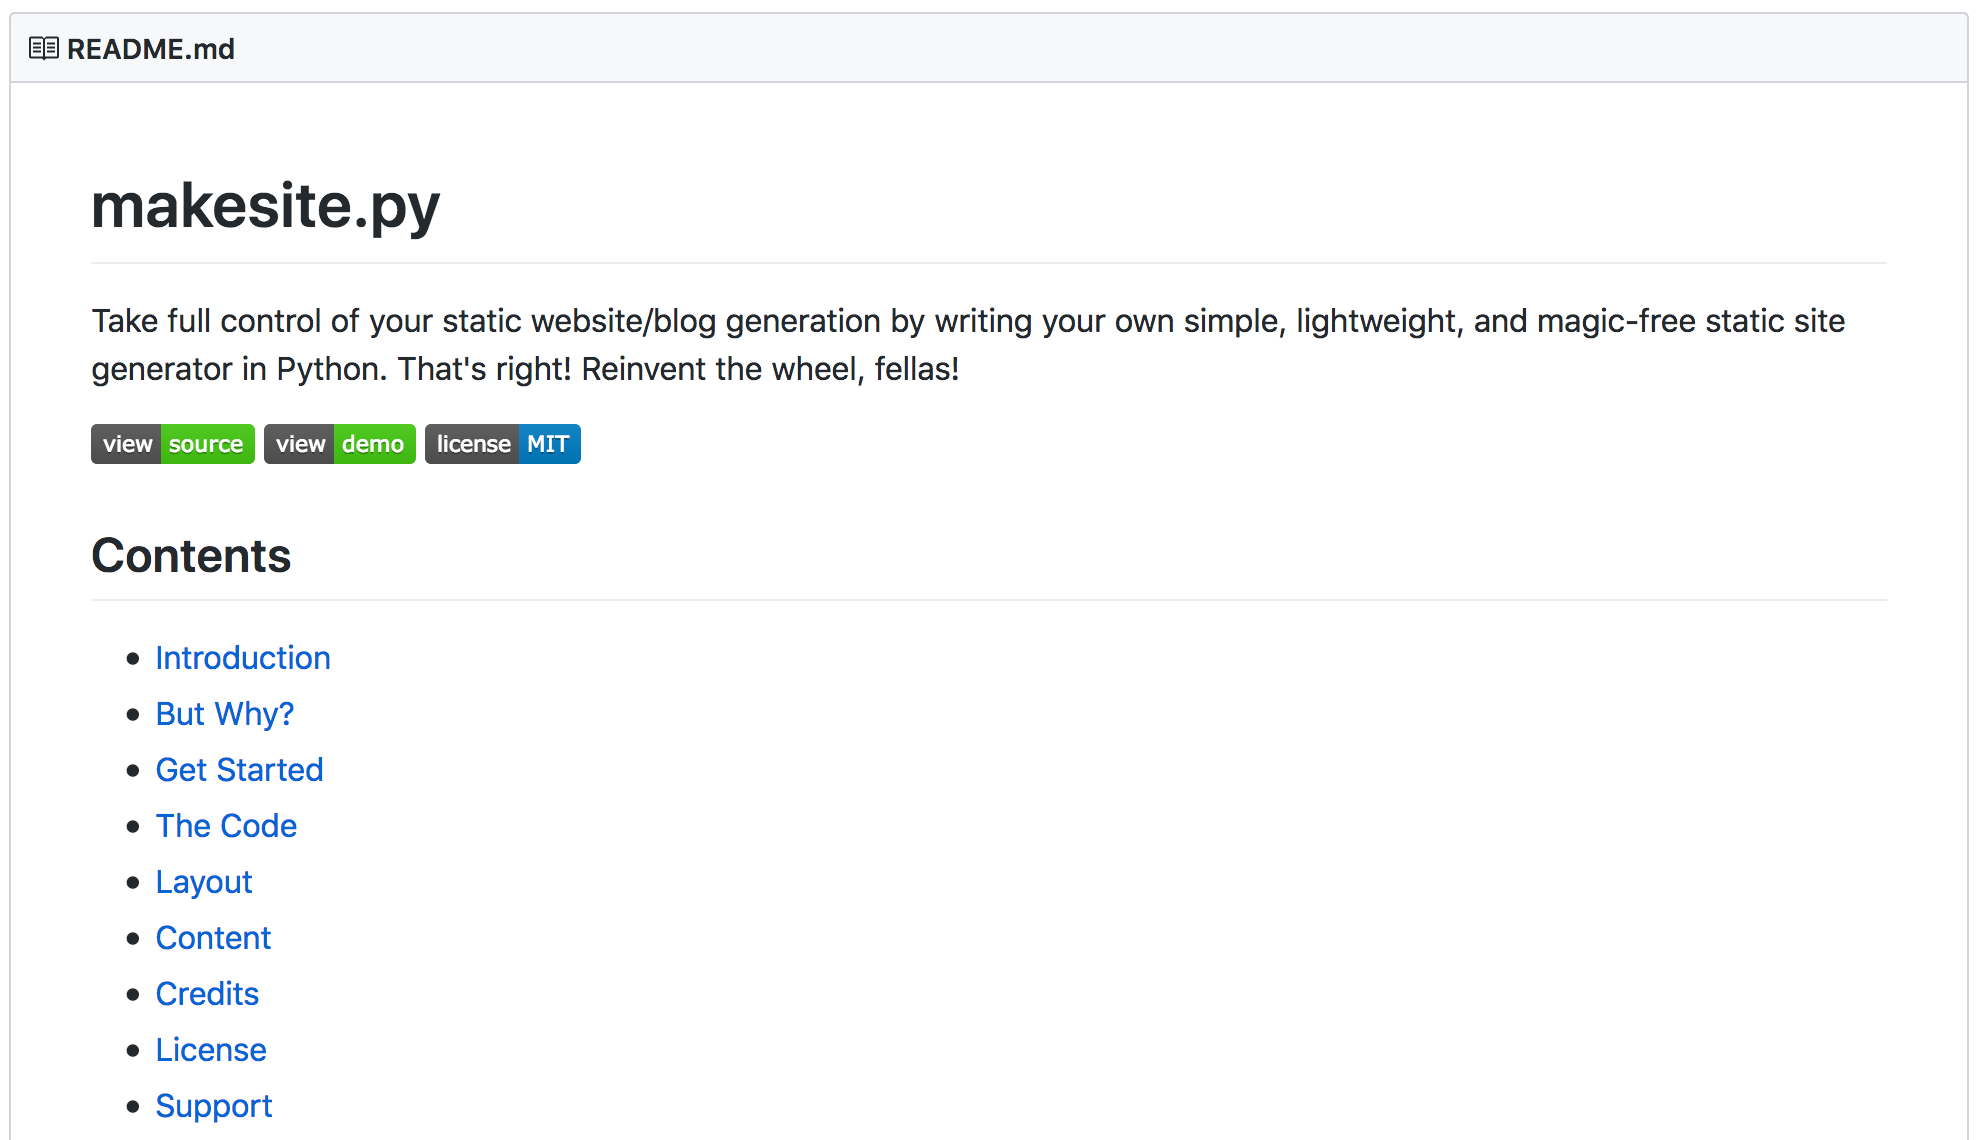 README.md
makesite.py
Take full control of your static website/blog generation by writing your own simple, lightweight, and magic-free static site
generator in Python. That's right! Reinvent the wheel, fellas!
view source view demo license MIT
Contents
Introduction
But Why?
Get Started
The Code
Layout
Content
Credits
License
Support